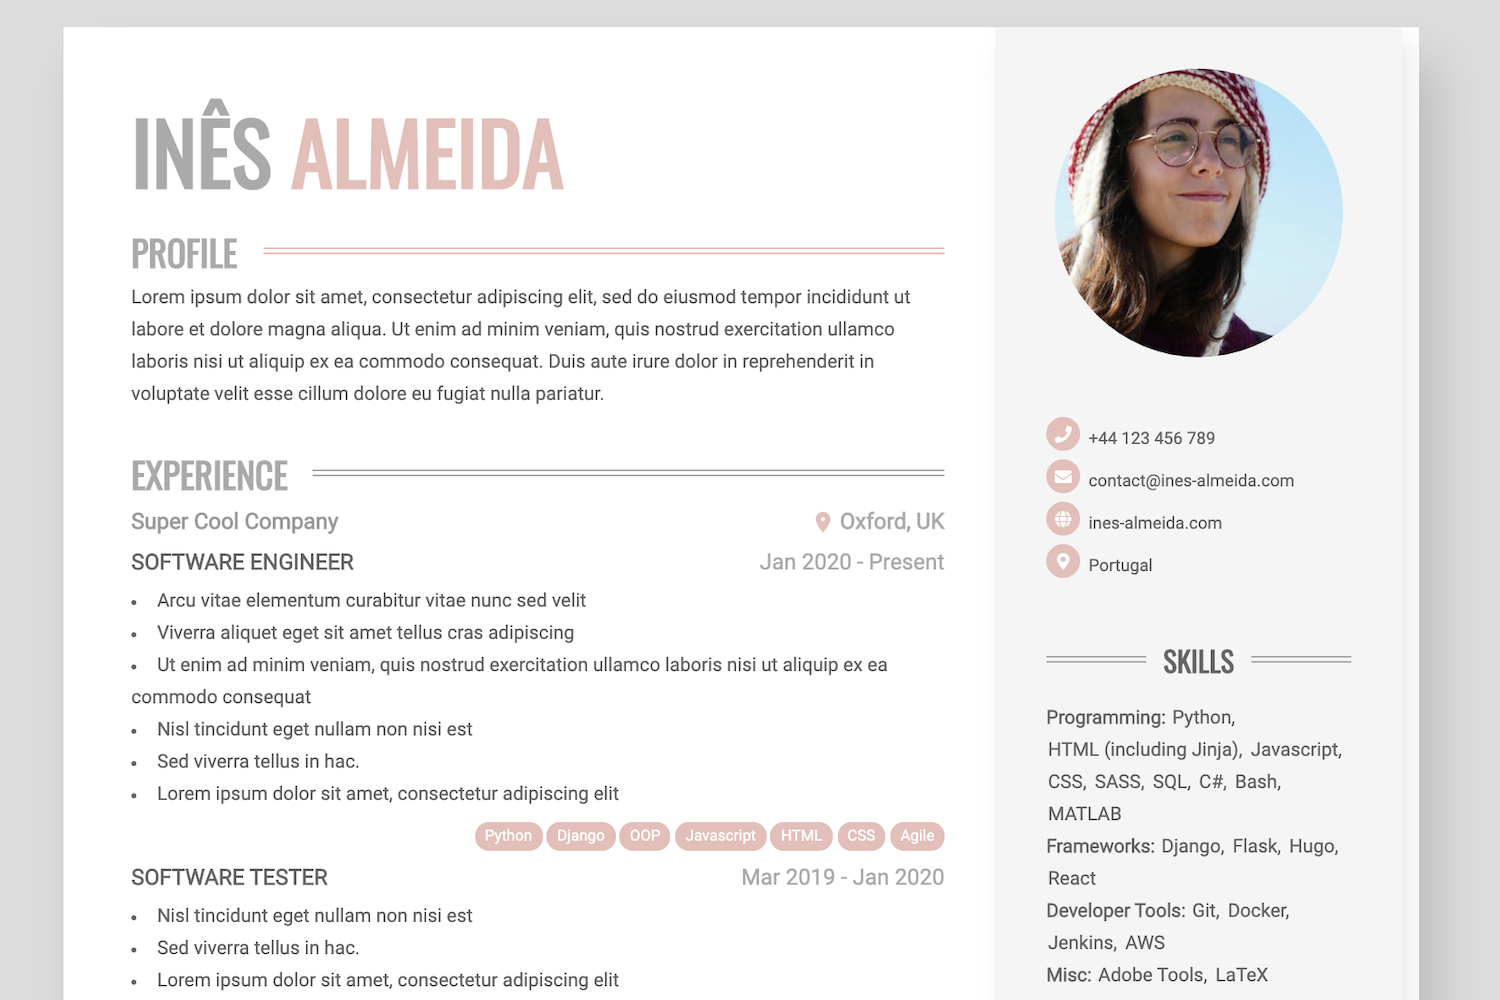 INÊS ALMEIDA
PROFILE
Lorem ipsum dolor sit amet, consectetur adipiscing elit, sed do eiusmod tempor incididunt ut
labore et dolore magna aliqua. Ut enim ad minim veniam, quis nostrud exercitation ullamco
laboris nisi ut aliquip ex ea commodo consequat. Duis aute irure dolor in reprehenderit in
voluptate velit esse cillum dolore eu fugiat nulla pariatur.
EXPERIENCE
Super Cool Company
Oxford, UK
SOFTWARE ENGINEER
Jan 2020 - Present
• Arcu vitae elementum curabitur vitae nunc sed velit
• Viverra aliquet eget sit amet tellus cras adipiscing
• Ut enim ad minim veniam, quis nostrud exercitation ullamco laboris nisi ut aliquip ex ea
commodo consequat
• Nisl tincidunt eget nullam non nisi est
• Sed viverra tellus in hac.
• Lorem ipsum dolor sit amet, consectetur adipiscing elit
Python Django OOP Javascript HTML CSS Agile
SOFTWARE TESTER
Mar 2019 - Jan 2020
• Nisl tincidunt eget nullam non nisi est
• Sed viverra tellus in hac.
• Lorem ipsum dolor sit amet, consectetur adipiscing elit
+44 123 456 789
contact@ines-almeida.com
ines-almeida.com
Portugal
SKILLS
Programming: Python,
HTML (including Jinja), Javascript,
CSS, SASS, SQL, C#, Bash,
MATLAB
Frameworks: Django, Flask, Hugo,
React
Developer Tools: Git, Docker,
Jenkins, AWS
Misc: Adobe Tools, LaTeX